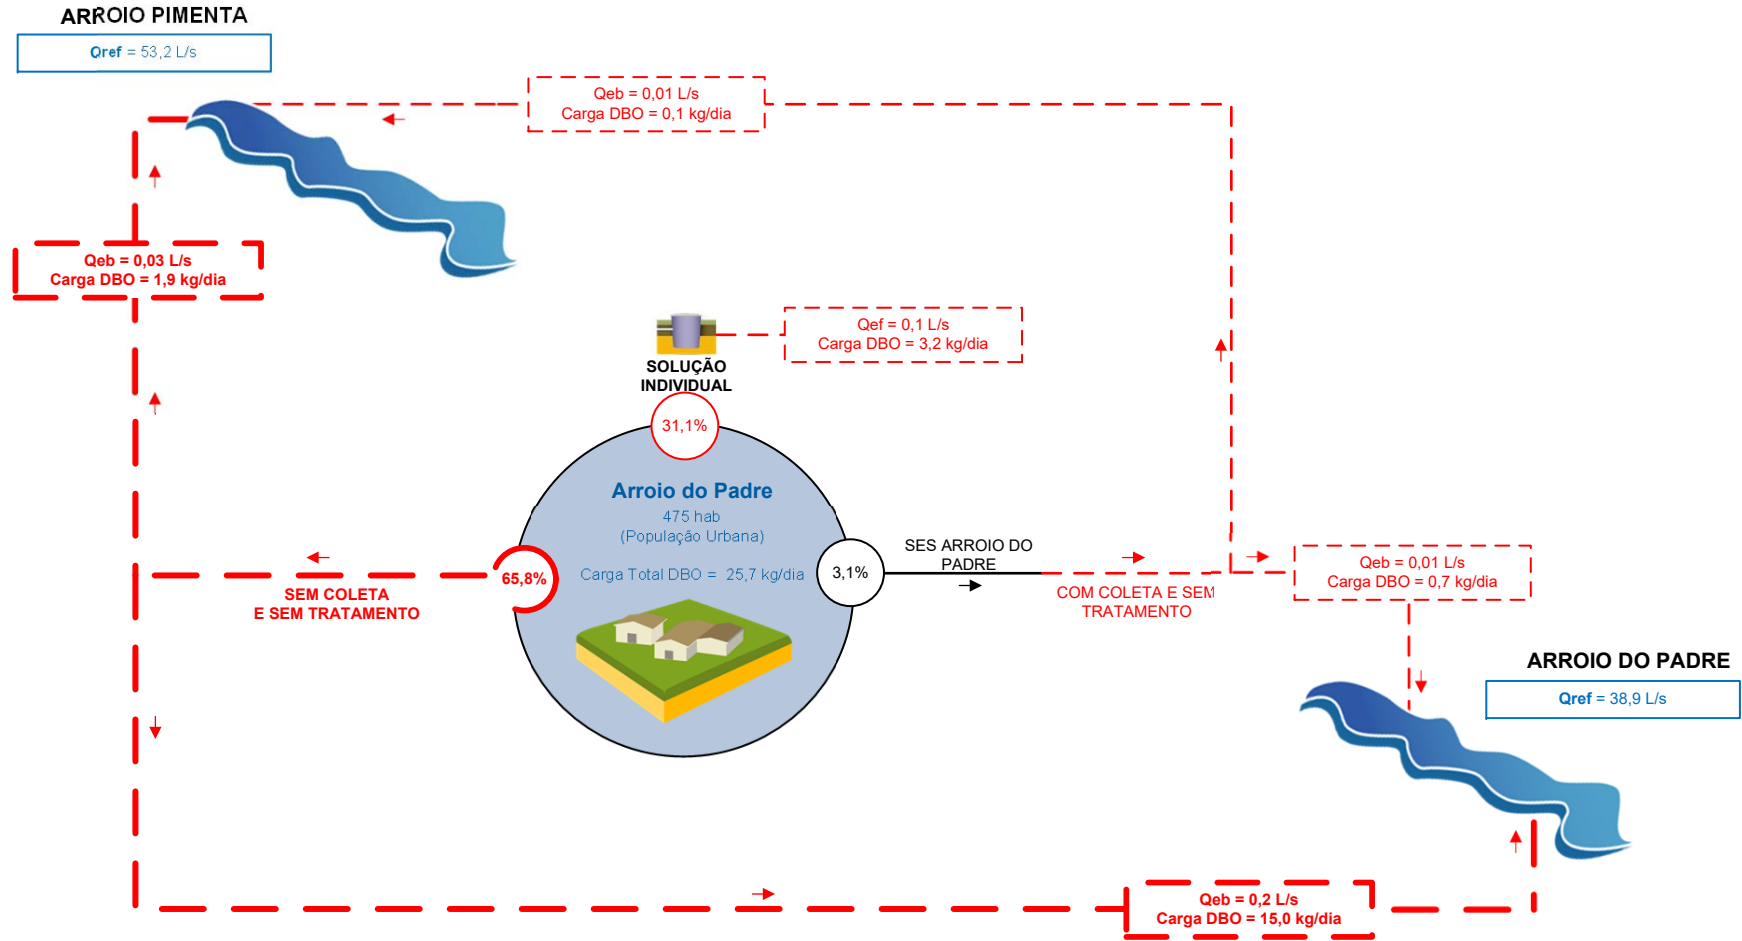 ARROIO PIMENTA
Qref = 53,2 L/s
Qeb = 0,01 L/s
Carga DBO = 0,1 kg/dia
Qeb = 0,03 L/s
Carga DBO = 1,9 kg/dia
Qef = 0,1 L/s
Carga DBO = 3,2 kg/dia
SOLUÇÃO
INDIVIDUAL
31,1%
Arroio do Padre
475 hab
(População Urbana)
Carga Total DBO = 25,7 kg/dia
65,8%
3,1%
SEM COLETA
E SEM TRATAMENTO
SES ARROIO DO
PADRE
COM COLETA E SEM
TRATAMENTO
Qeb = 0,01 L/s
Carga DBO = 0,7 kg/dia
ARROIO DO PADRE
Qref = 38,9 L/s
Qeb = 0,2 L/s
Carga DBO = 15,0 kg/dia